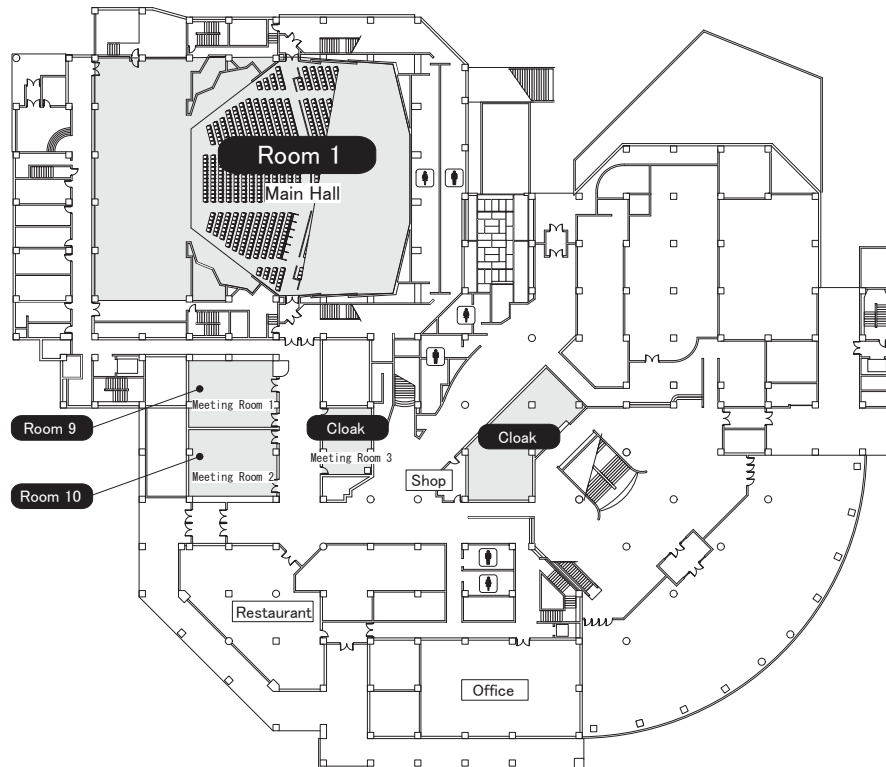 Room 1
Main Hall
Meeting Room 1
Room 9
Cloak
Cloak
Meeting Room 3
Meeting Room 2
Shop
Room 10
Restaurant
Office